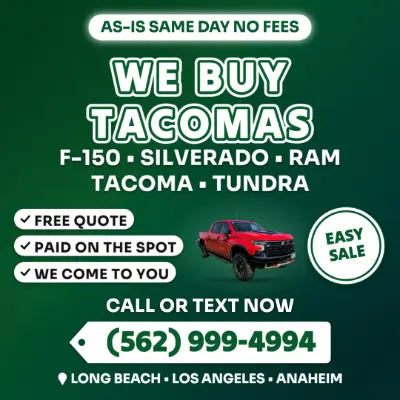 AS-IS SAME DAY NO FEES
WE BUY
TACOMAS
F-150 • SILVERADO • RAM
TACOMA • TUNDRA
FREE QUOTE
PAID ON THE SPOT
WE COME TO YOU
EASY
SALE
CALL OR TEXT NOW
(562) 999-4994
LONG BEACH • LOS ANGELES • ANAHEIM